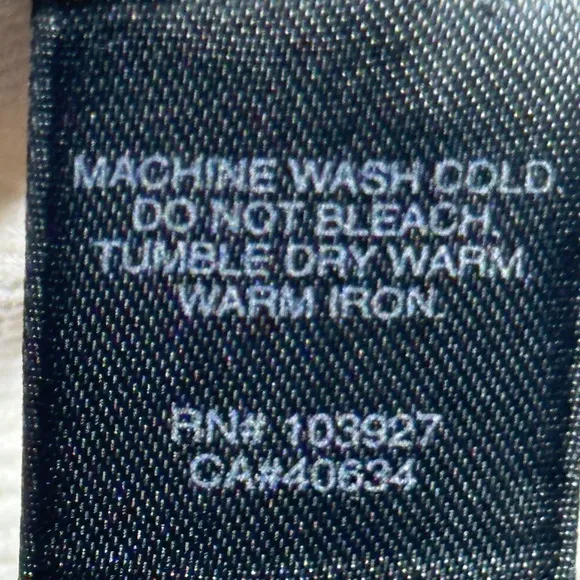 MACHINE WASH COLD.
DO NOT BLEACH.
TUMBLE DRY WARM.
WARM IRON.
RN# 103927
CA#40634